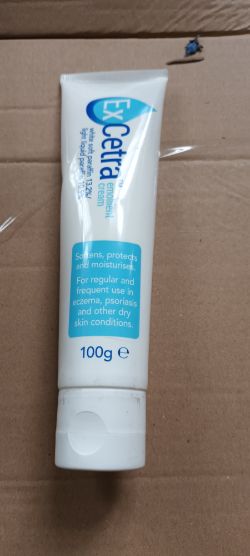 ExCetra™
emollient
cream
white soft paraffin 13.2%/
light liquid paraffin 10.5%
Softens, protects
and moisturises.
For regular and
frequent use in
eczema, psoriasis
and other dry
skin conditions.
100g ℮